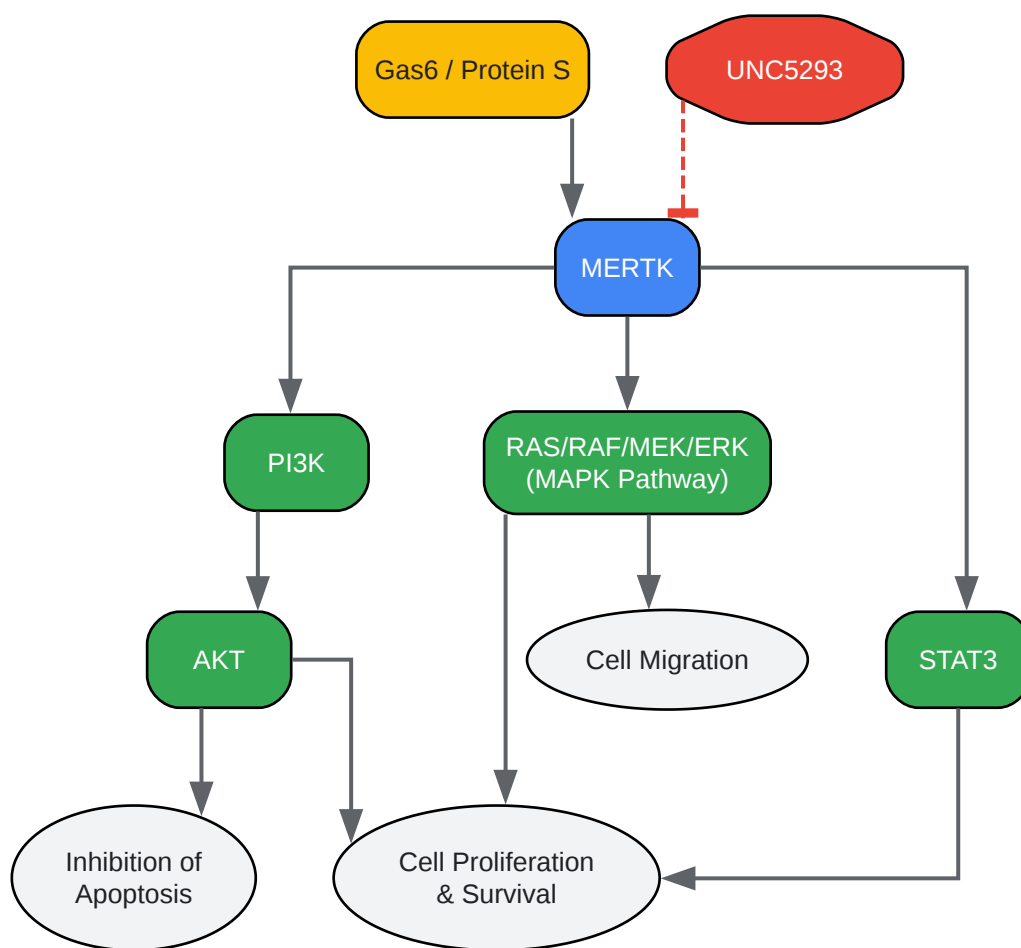 Gas6 / Protein S
UNC5293
MERTK
PI3K
RAS/RAF/MEK/ERK
(MAPK Pathway)
AKT
Cell Migration
STAT3
Inhibition of
Apoptosis
Cell Proliferation
& Survival